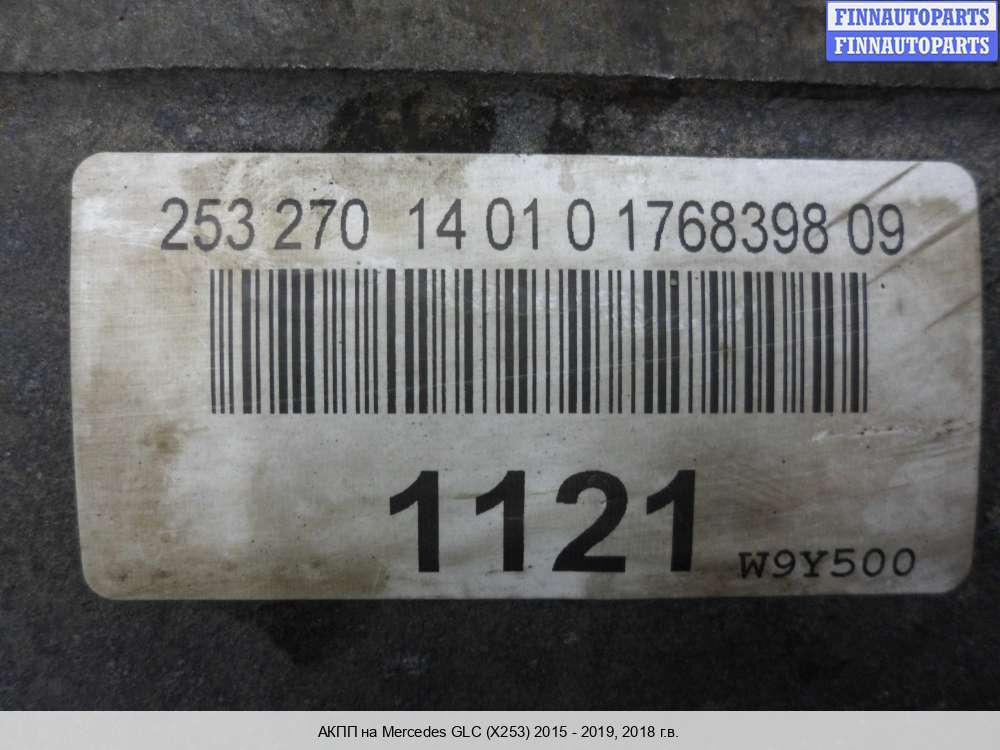 FINNAUTOPARTS
FINNAUTOPARTS
253 270 14 01 0 1768398 09
1121
W9Y500
АКПП на Mercedes GLC (X253) 2015 - 2019, 2018 г.в.